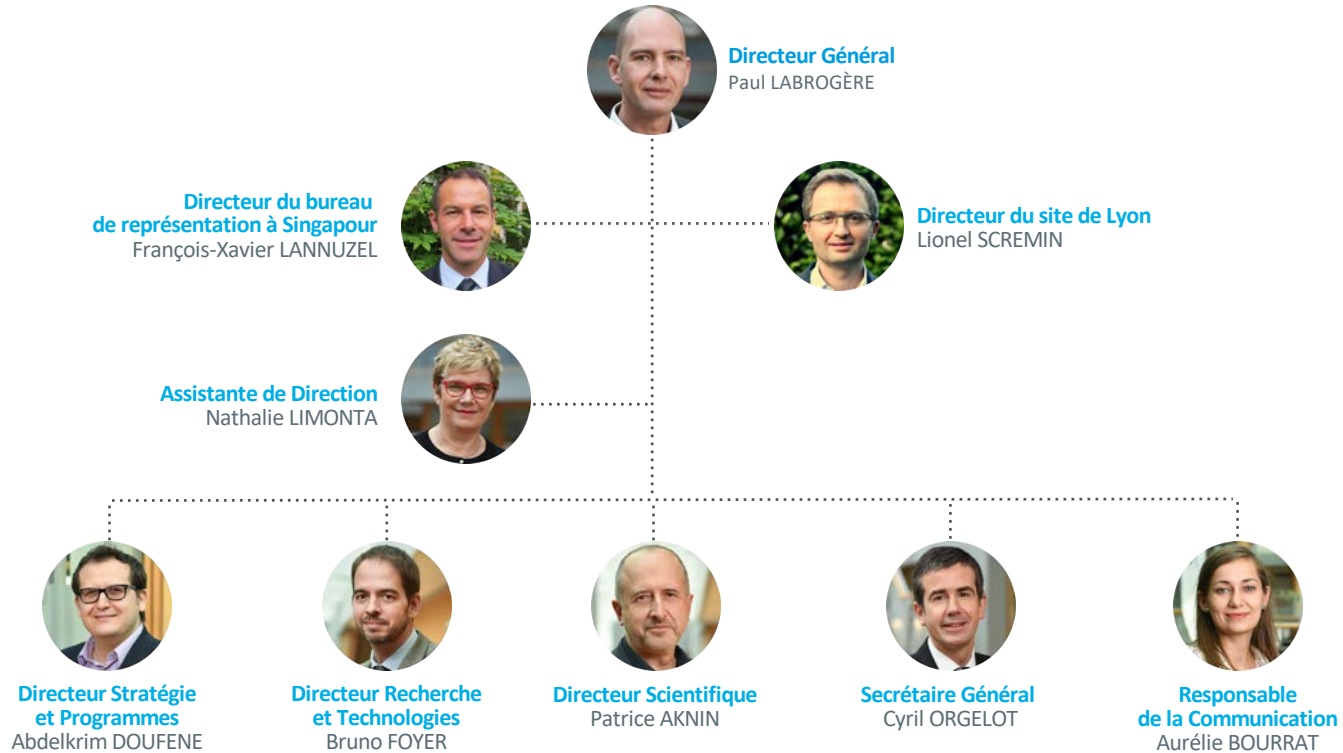 Directeur Général
Paul LABROGÈRE
Directeur du bureau
de représentation à Singapour
François-Xavier LANNUZEL
Directeur du site de Lyon
Lionel SCREMIN
Assistante de Direction
Nathalie LIMONTA
Directeur Stratégie
et Programmes
Abdelkrim DOUFENE
Directeur Recherche
et Technologies
Bruno FOYER
Directeur Scientifique
Patrice AKNIN
Secrétaire Général
Cyril ORGELOT
Responsable
de la Communication
Aurélie BOURRAT